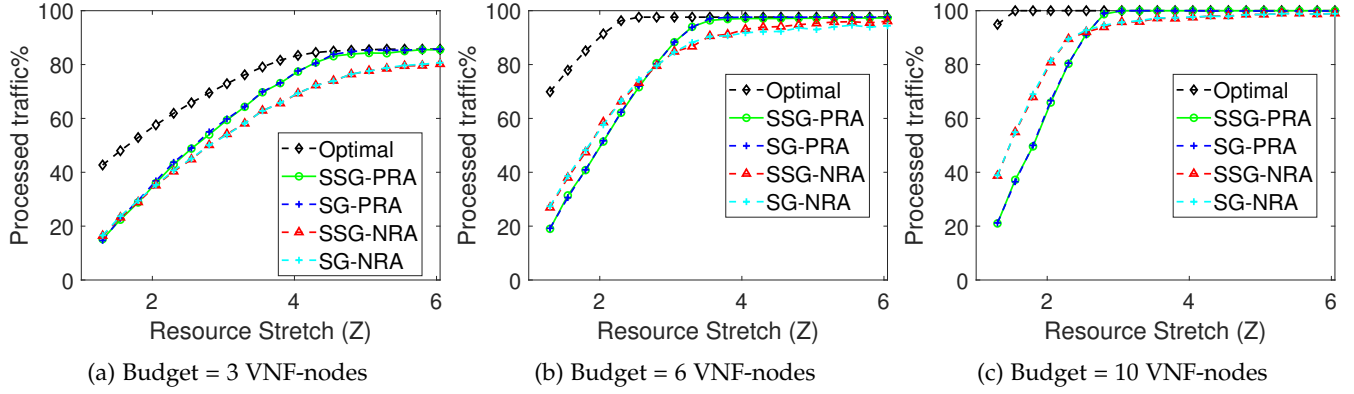 100
80
60
40
20
0
Processed traffic%
2
4
6
Resource Stretch (Z)
Optimal
SSG-PRA
SG-PRA
SSG-NRA
SG-NRA
(a) Budget = 3 VNF-nodes
100
80
60
40
20
0
Processed traffic%
2
4
6
Resource Stretch (Z)
Optimal
SSG-PRA
SG-PRA
SSG-NRA
SG-NRA
(b) Budget = 6 VNF-nodes
100
80
60
40
20
0
Processed traffic%
2
4
6
Resource Stretch (Z)
Optimal
SSG-PRA
SG-PRA
SSG-NRA
SG-NRA
(c) Budget = 10 VNF-nodes